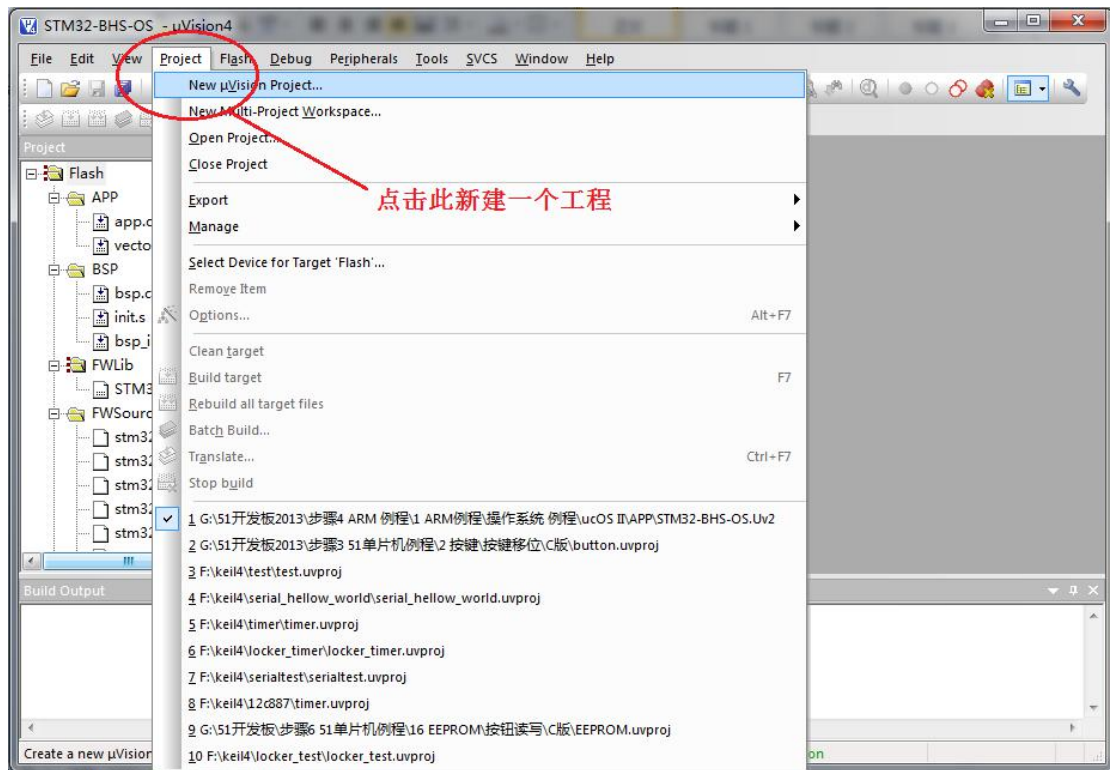 STM32-BHS-OS - µVision4
File Edit View Project Flash Debug Peripherals Tools SVCS Window Help
New µVision Project...
New Multi-Project Workspace...
Project
Open Project...
Flash
Close Project
点击此新建一个工程
APP
Export
app.c
Manage
vecto
BSP
Select Device for Target 'Flash'...
bsp.c
Remove Item
init.s
Options... Alt+F7
bsp_i
Clean target
FWLib
Build target F7
STM3
Rebuild all target files
FWSourc
Batch Build...
stm32
Translate... Ctrl+F7
stm32
Stop build
stm32
stm32
1 G:\51开发板2013\步骤4 ARM 例程\1 ARM例程\操作系统 例程\ucOS II\APP\STM32-BHS-OS.Uv2
stm32
2 G:\51开发板2013\步骤3 51单片机例程\2 按键\按键移位\C版\button.uvproj
3 F:\keil4\test\test.uvproj
Build Output
4 F:\keil4\serial_hellow_world\serial_hellow_world.uvproj
5 F:\keil4\timer\timer.uvproj
6 F:\keil4\locker_timer\locker_timer.uvproj
7 F:\keil4\serialtest\serialtest.uvproj
8 F:\keil4\12c887\timer.uvproj
9 G:\51开发板\步骤6 51单片机例程\16 EEPROM\按钮读写\C版\EEPROM.uvproj
10 F:\keil4\locker_test\locker_test.uvproj
Create a new µVision
on